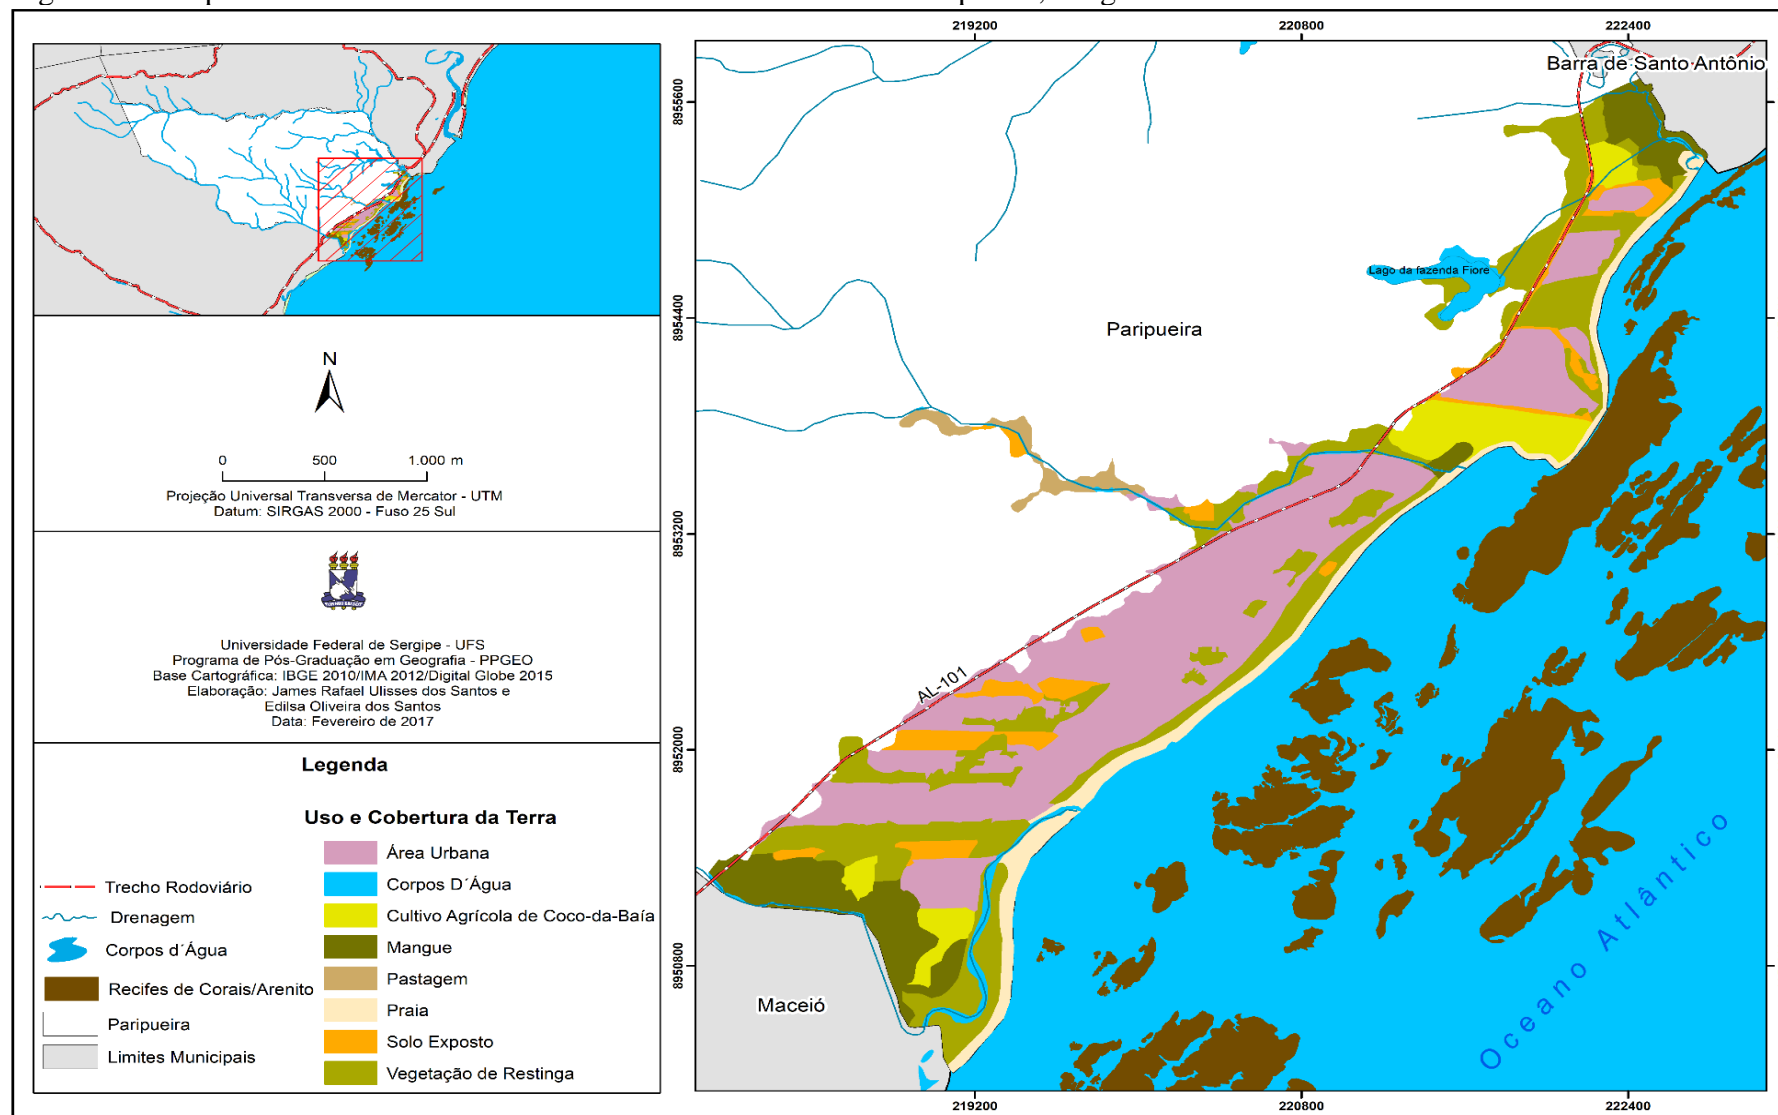 219200
220800
222400
8955600
8954400
8953200
8952000
8950800
Barra de Santo Antônio
Lago da fazenda Fiore
Paripueira
AL-101
Maceió
Oceano Atlântico
219200
220800
222400
N
0 500 1.000 m
Projeção Universal Transversa de Mercator - UTM
Datum: SIRGAS 2000 - Fuso 25 Sul
Universidade Federal de Sergipe - UFS
Programa de Pós-Graduação em Geografia - PPGEO
Base Cartográfica: IBGE 2010/IMA 2012/Digital Globe 2015
Elaboração: James Rafael Ulisses dos Santos e
Edilsa Oliveira dos Santos
Data: Fevereiro de 2017
Legenda
Trecho Rodoviário
Drenagem
Corpos d´Água
Recifes de Corais/Arenito
Paripueira
Limites Municipais
Uso e Cobertura da Terra
Área Urbana
Corpos D´Água
Cultivo Agrícola de Coco-da-Baía
Mangue
Pastagem
Praia
Solo Exposto
Vegetação de Restinga